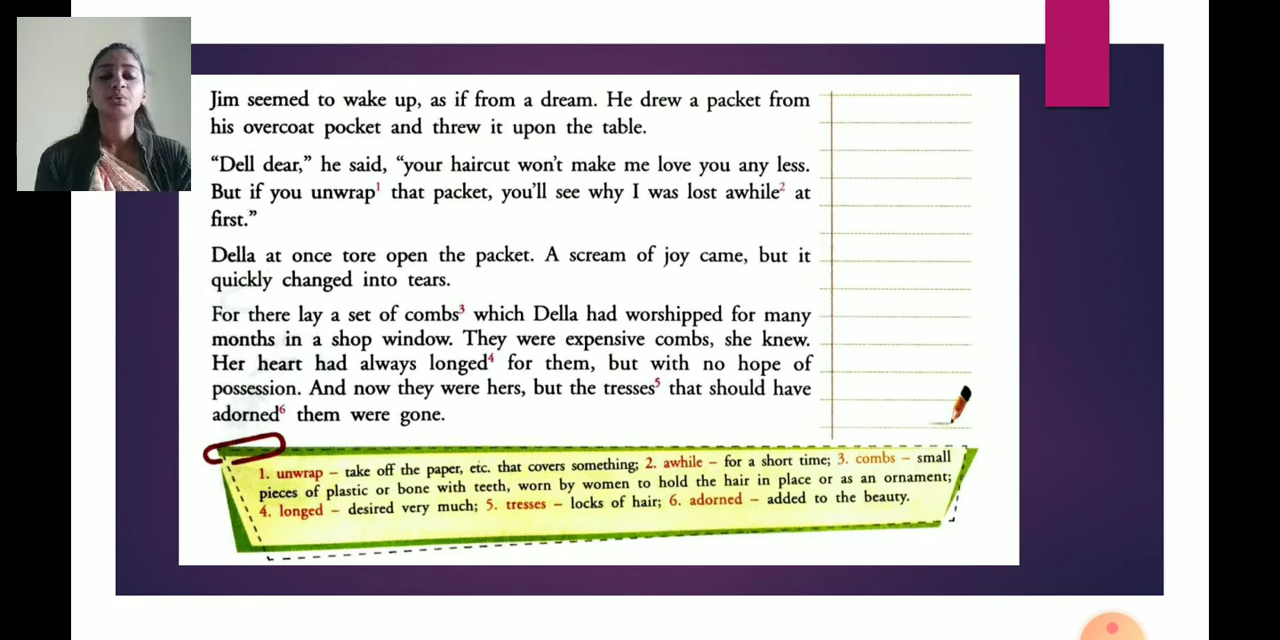 Jim seemed to wake up, as if from a dream. He drew a packet from
his overcoat pocket and threw it upon the table.
“Dell dear,” he said, “your haircut won’t make me love you any less.
But if you unwrap¹ that packet, you’ll see why I was lost awhile² at
first.”
Della at once tore open the packet. A scream of joy came, but it
quickly changed into tears.
For there lay a set of combs³ which Della had worshipped for many
months in a shop window. They were expensive combs, she knew.
Her heart had always longed⁴ for them, but with no hope of
possession. And now they were hers, but the tresses⁵ that should have
adorned⁶ them were gone.
1. unwrap – take off the paper, etc. that covers something; 2. awhile – for a short time; 3. combs – small
pieces of plastic or bone with teeth, worn by women to hold the hair in place or as an ornament;
4. longed – desired very much; 5. tresses – locks of hair; 6. adorned – added to the beauty.